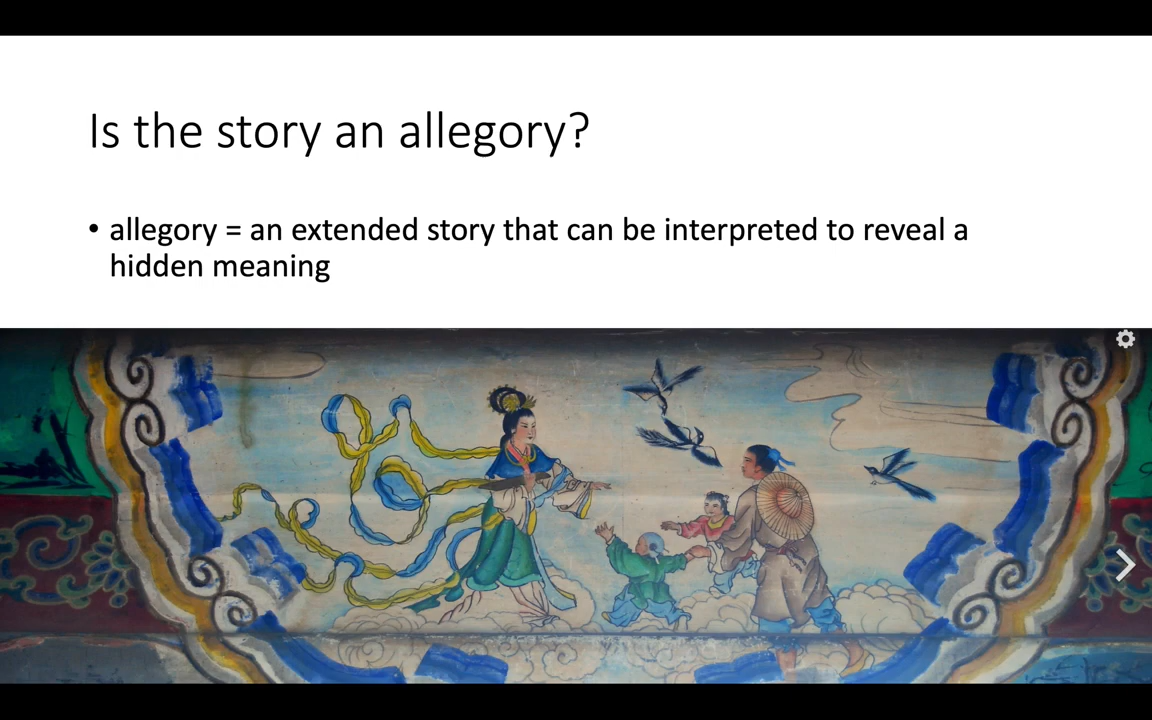 Is the story an allegory?
• allegory = an extended story that can be interpreted to reveal a
hidden meaning